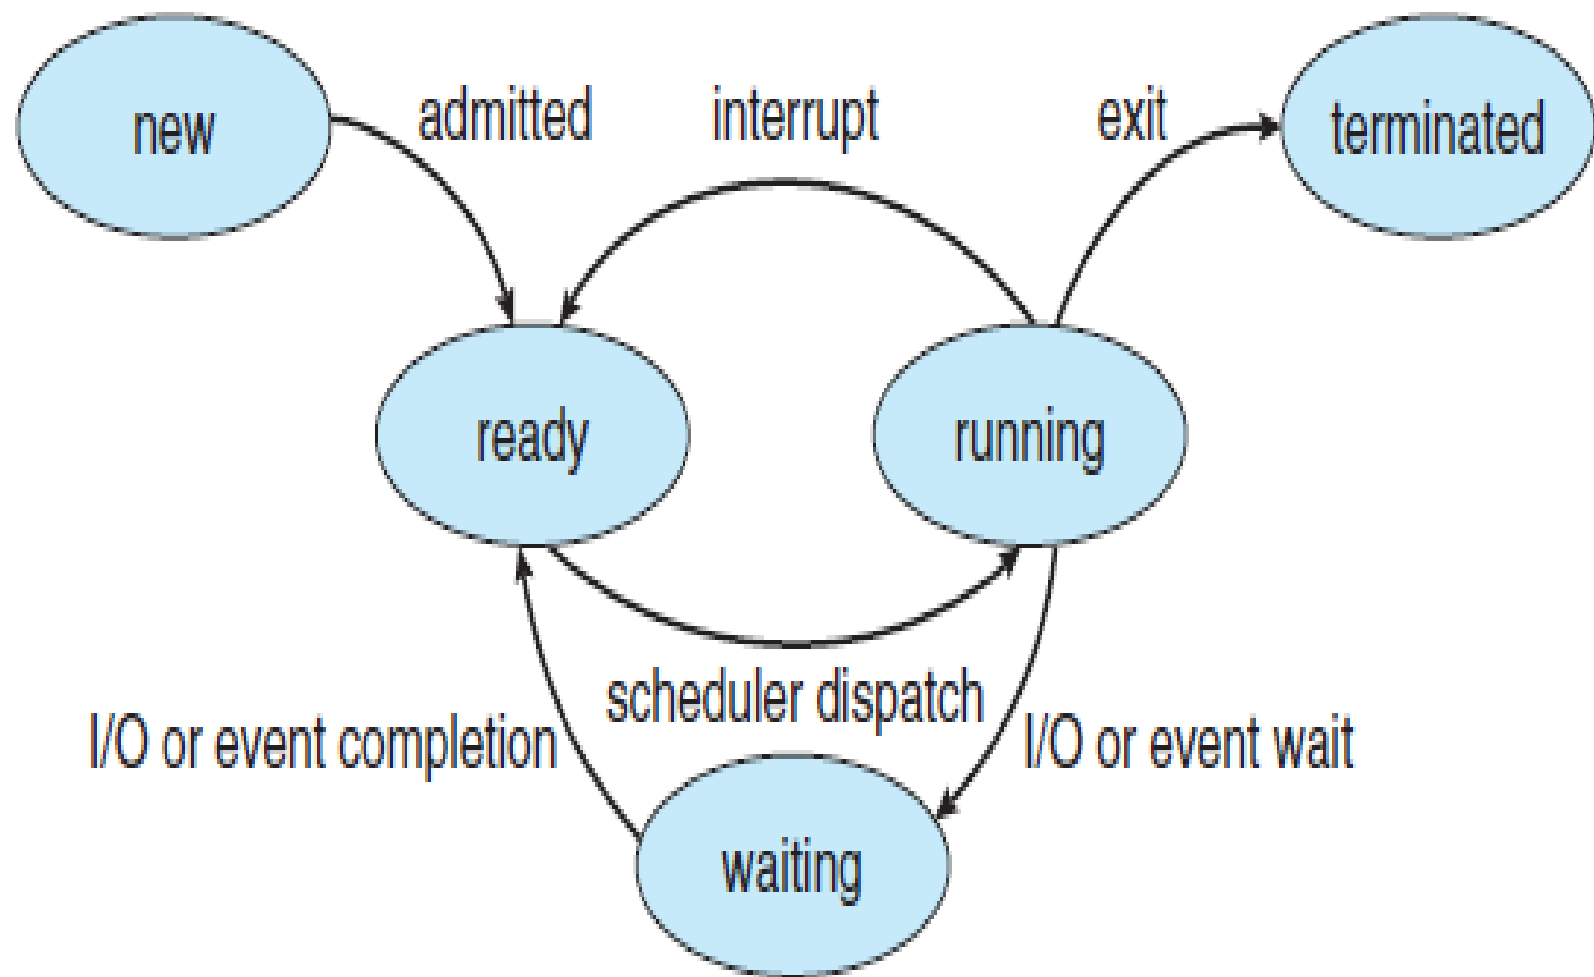 new
admitted
interrupt
exit
terminated
ready
running
scheduler dispatch
I/O or event completion
I/O or event wait
waiting